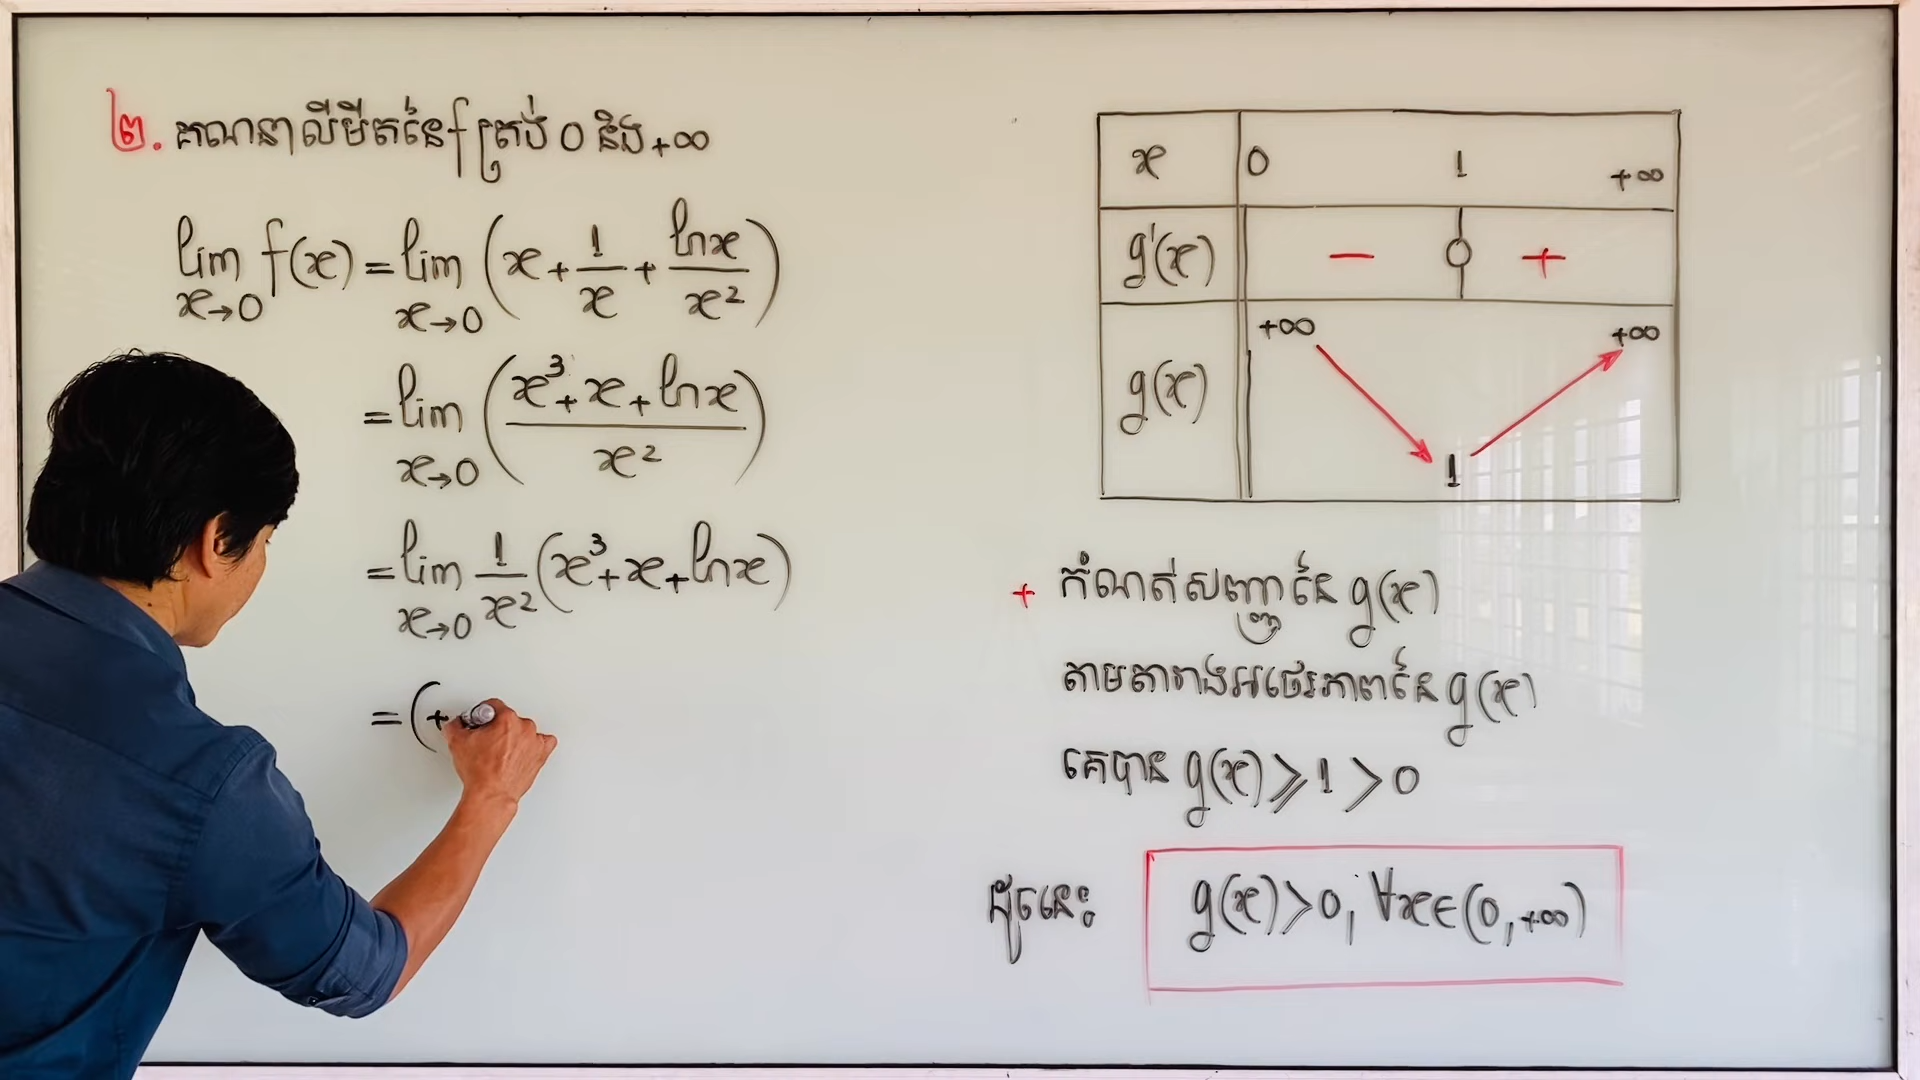 ២. គណនាលីមីតនៃ f ត្រង់ 0 និង +∞
lim x→0 f(x) = lim x→0 (x + 1/x + lnx/x²)
= lim x→0 ((x³ + x + lnx)/x²)
= lim x→0 1/x² (x³ + x + lnx)
= (+
x 0 1 +∞
g'(x) − 0 +
g(x) +∞ 1 +∞
+ កំណត់សញ្ញានៃ g(x)
តាមតារាងអថេរភាពនៃ g(x)
គេបាន g(x) ⩾ 1 > 0
ដូចនេះ g(x) > 0, ∀x∈(0, +∞)